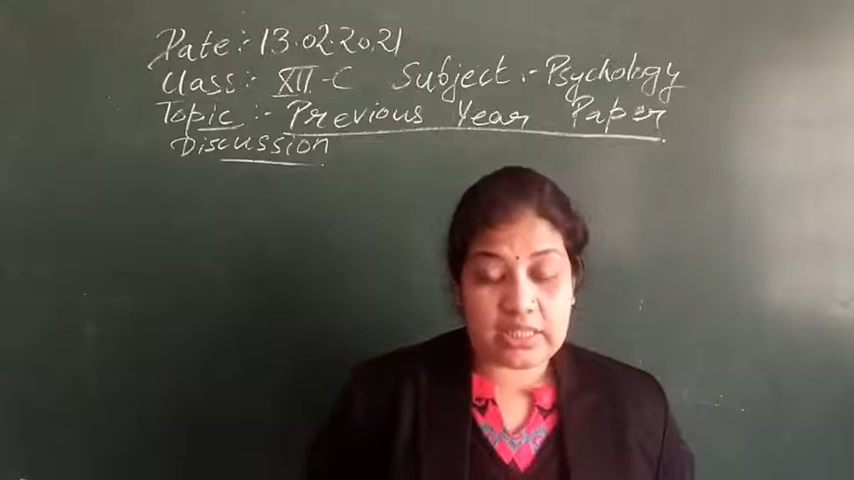 Date :- 13.02.2021
Class :- XII-C Subject :- Psychology
Topic :- Previous Year Paper
Discussion